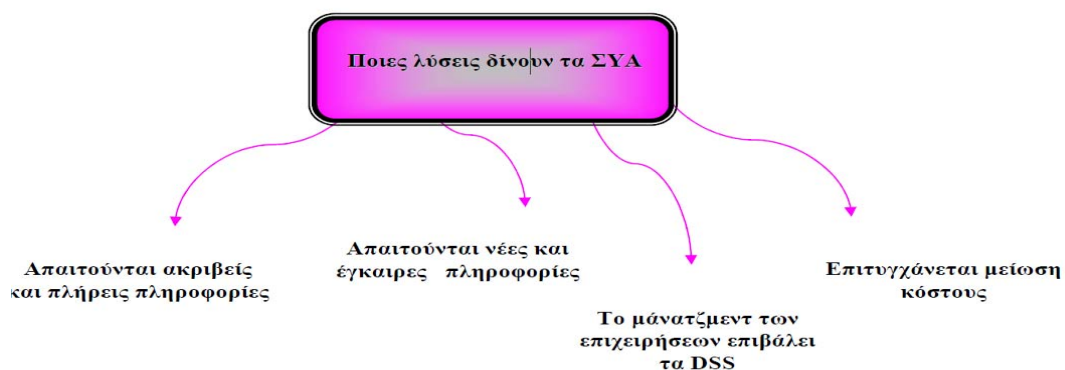 Ποιες λύσεις δίνουν τα ΣΥΑ
Απαιτούνται ακριβείς
και πλήρεις πληροφορίες
Απαιτούνται νέες και
έγκαιρες πληροφορίες
Το μάνατζμεντ των
επιχειρήσεων επιβάλει
τα DSS
Επιτυγχάνεται μείωση
κόστους